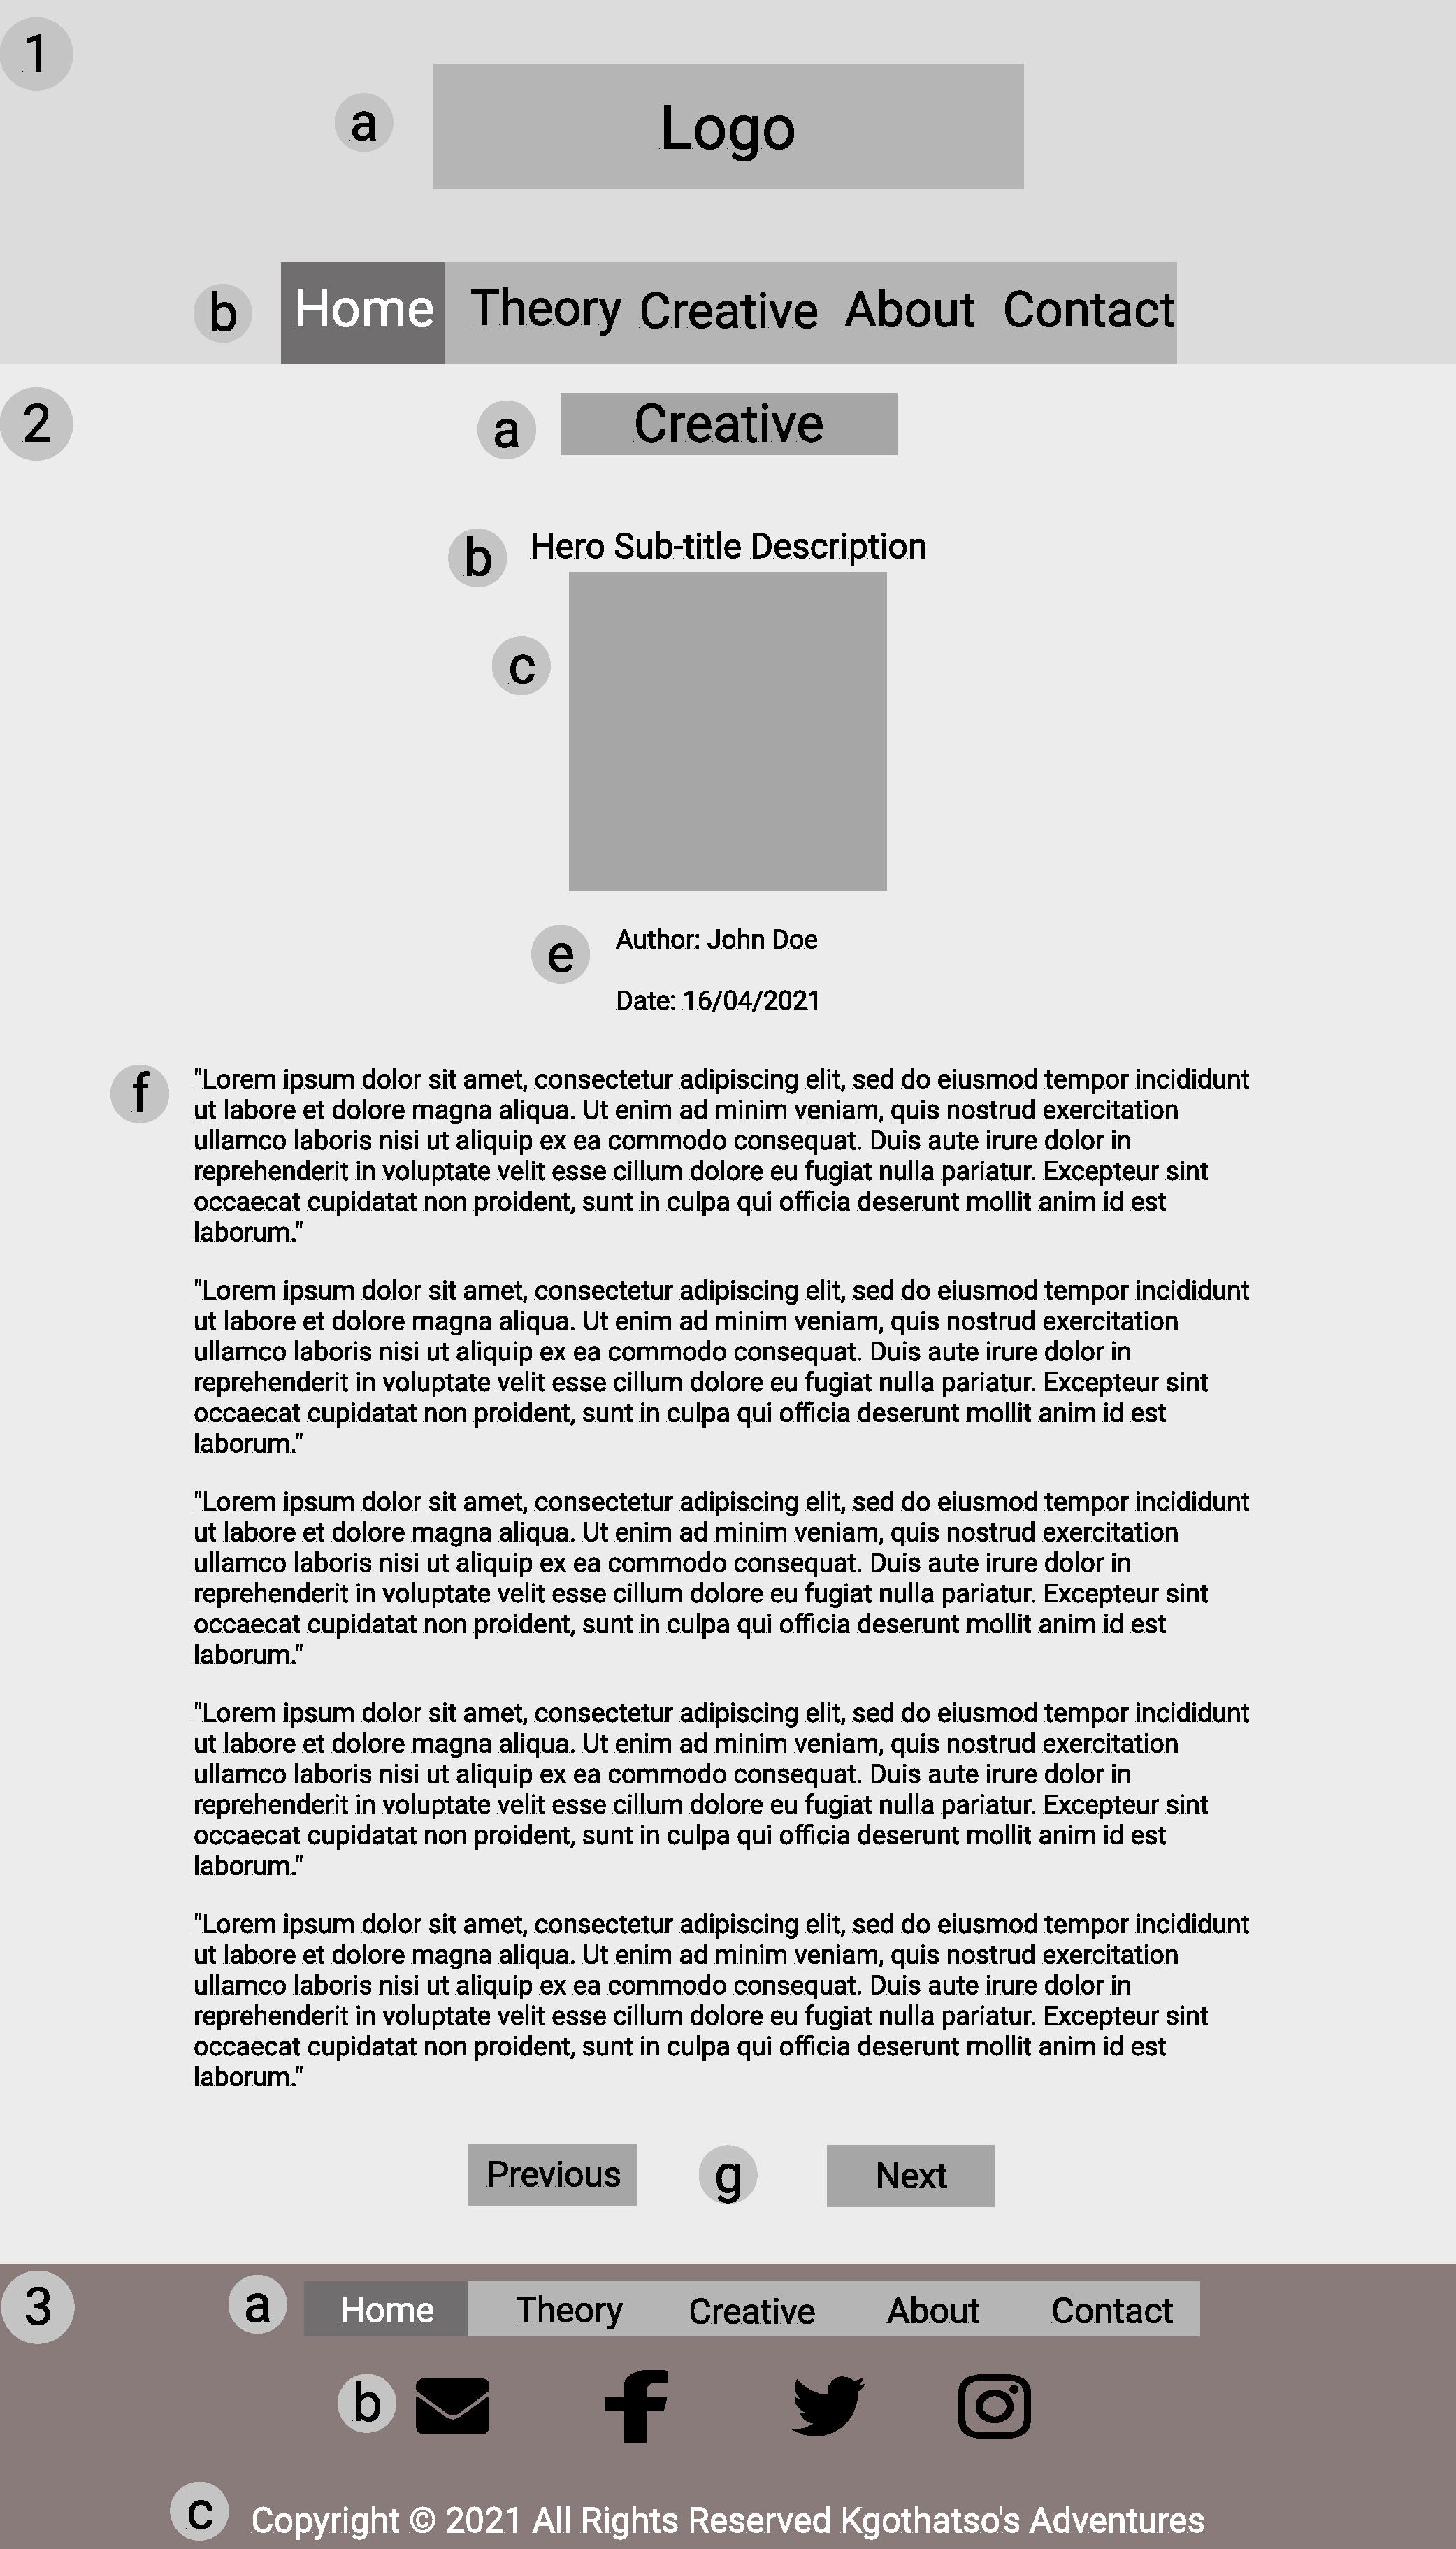 1
a
Logo
b
Home Theory Creative About Contact
2
a
Creative
b
Hero Sub-title Description
c
e
Author: John Doe
Date: 16/04/2021
f
"Lorem ipsum dolor sit amet, consectetur adipiscing elit, sed do eiusmod tempor incididunt
ut labore et dolore magna aliqua. Ut enim ad minim veniam, quis nostrud exercitation
ullamco laboris nisi ut aliquip ex ea commodo consequat. Duis aute irure dolor in
reprehenderit in voluptate velit esse cillum dolore eu fugiat nulla pariatur. Excepteur sint
occaecat cupidatat non proident, sunt in culpa qui officia deserunt mollit anim id est
laborum."
"Lorem ipsum dolor sit amet, consectetur adipiscing elit, sed do eiusmod tempor incididunt
ut labore et dolore magna aliqua. Ut enim ad minim veniam, quis nostrud exercitation
ullamco laboris nisi ut aliquip ex ea commodo consequat. Duis aute irure dolor in
reprehenderit in voluptate velit esse cillum dolore eu fugiat nulla pariatur. Excepteur sint
occaecat cupidatat non proident, sunt in culpa qui officia deserunt mollit anim id est
laborum."
"Lorem ipsum dolor sit amet, consectetur adipiscing elit, sed do eiusmod tempor incididunt
ut labore et dolore magna aliqua. Ut enim ad minim veniam, quis nostrud exercitation
ullamco laboris nisi ut aliquip ex ea commodo consequat. Duis aute irure dolor in
reprehenderit in voluptate velit esse cillum dolore eu fugiat nulla pariatur. Excepteur sint
occaecat cupidatat non proident, sunt in culpa qui officia deserunt mollit anim id est
laborum."
"Lorem ipsum dolor sit amet, consectetur adipiscing elit, sed do eiusmod tempor incididunt
ut labore et dolore magna aliqua. Ut enim ad minim veniam, quis nostrud exercitation
ullamco laboris nisi ut aliquip ex ea commodo consequat. Duis aute irure dolor in
reprehenderit in voluptate velit esse cillum dolore eu fugiat nulla pariatur. Excepteur sint
occaecat cupidatat non proident, sunt in culpa qui officia deserunt mollit anim id est
laborum."
"Lorem ipsum dolor sit amet, consectetur adipiscing elit, sed do eiusmod tempor incididunt
ut labore et dolore magna aliqua. Ut enim ad minim veniam, quis nostrud exercitation
ullamco laboris nisi ut aliquip ex ea commodo consequat. Duis aute irure dolor in
reprehenderit in voluptate velit esse cillum dolore eu fugiat nulla pariatur. Excepteur sint
occaecat cupidatat non proident, sunt in culpa qui officia deserunt mollit anim id est
laborum."
Previous g Next
3
a
Home Theory Creative About Contact
b
c
Copyright © 2021 All Rights Reserved Kgothatso's Adventures